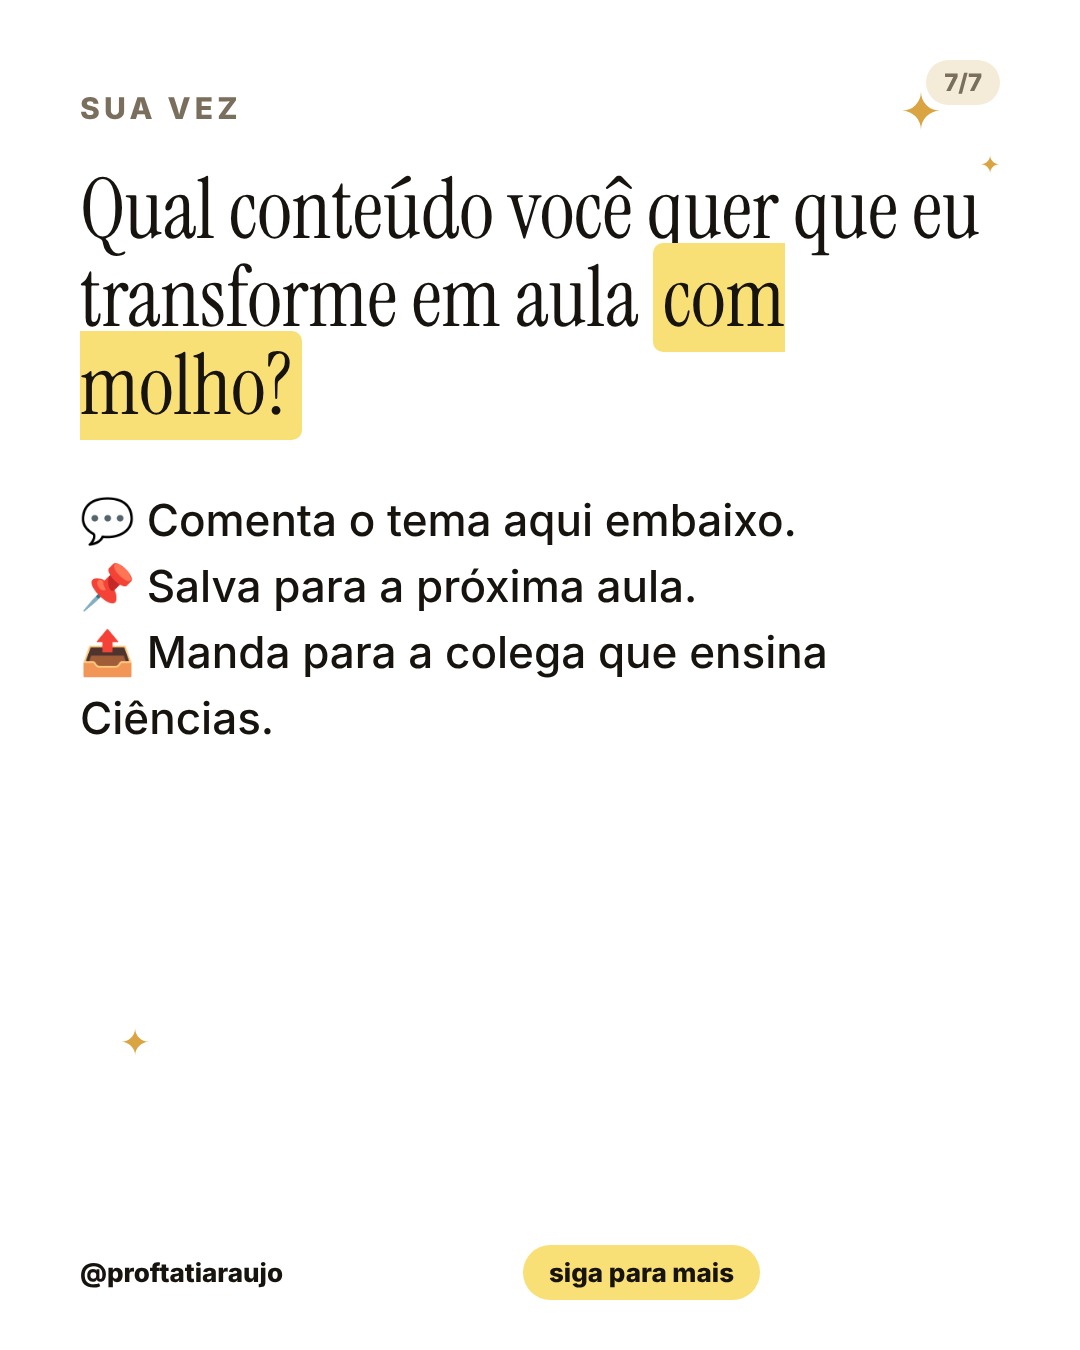 7/7
SUA VEZ
Qual conteúdo você quer que eu
transforme em aula com
molho?
💬 Comenta o tema aqui embaixo.
📌 Salva para a próxima aula.
📤 Manda para a colega que ensina
Ciências.
@proftatiaraujo
siga para mais